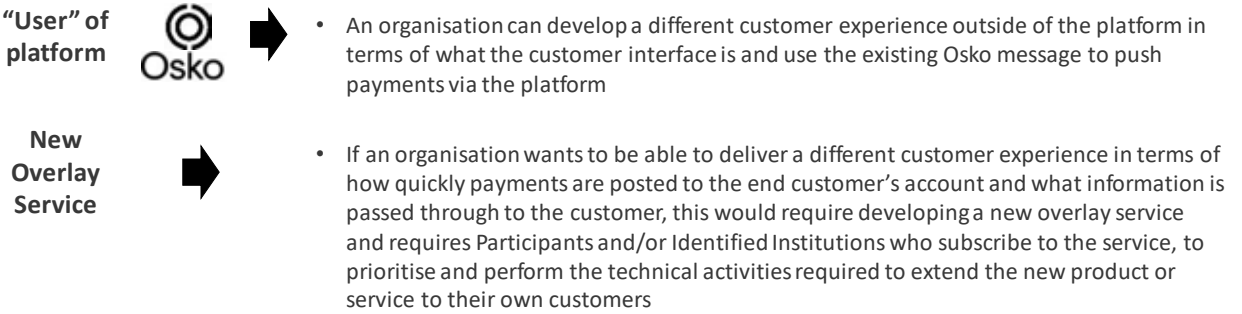 “User” of
platform
Osko
• An organisation can develop a different customer experience outside of the platform in
terms of what the customer interface is and use the existing Osko message to push
payments via the platform
New
Overlay
Service
• If an organisation wants to be able to deliver a different customer experience in terms of
how quickly payments are posted to the end customer’s account and what information is
passed through to the customer, this would require developing a new overlay service
and requires Participants and/or Identified Institutions who subscribe to the service, to
prioritise and perform the technical activities required to extend the new product or
service to their own customers